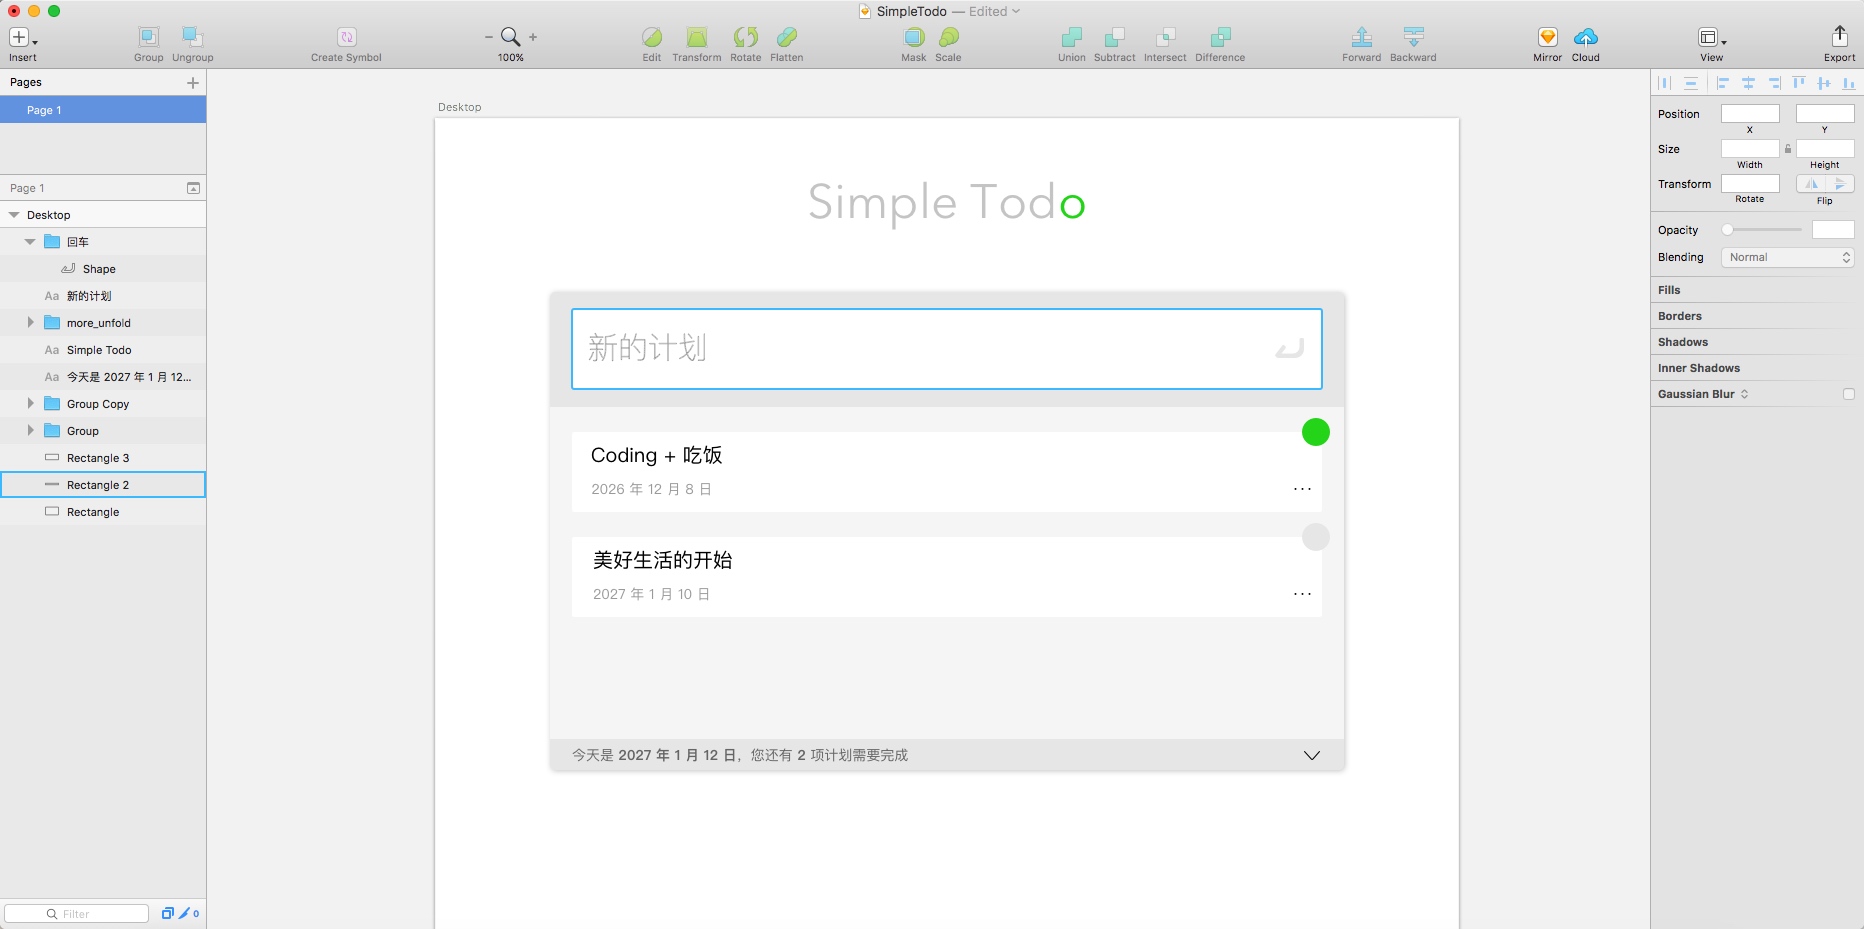 SimpleTodo — Edited
Insert
Group
Ungroup
Create Symbol
100%
Edit
Transform
Rotate
Flatten
Mask
Scale
Union
Subtract
Intersect
Difference
Forward
Backward
Mirror
Cloud
View
Export
Pages
Page 1
Page 1
Desktop
回车
Shape
Aa 新的计划
more_unfold
Aa Simple Todo
Aa 今天是 2027 年 1 月 12...
Group Copy
Group
Rectangle 3
Rectangle 2
Rectangle
Filter
0
Desktop
Simple Todo
新的计划
Coding + 吃饭
2026 年 12 月 8 日
...
美好生活的开始
2027 年 1 月 10 日
...
今天是 2027 年 1 月 12 日，您还有 2 项计划需要完成
Position
X
Y
Size
Width
Height
Transform
Rotate
Flip
Opacity
Blending
Normal
Fills
Borders
Shadows
Inner Shadows
Gaussian Blur